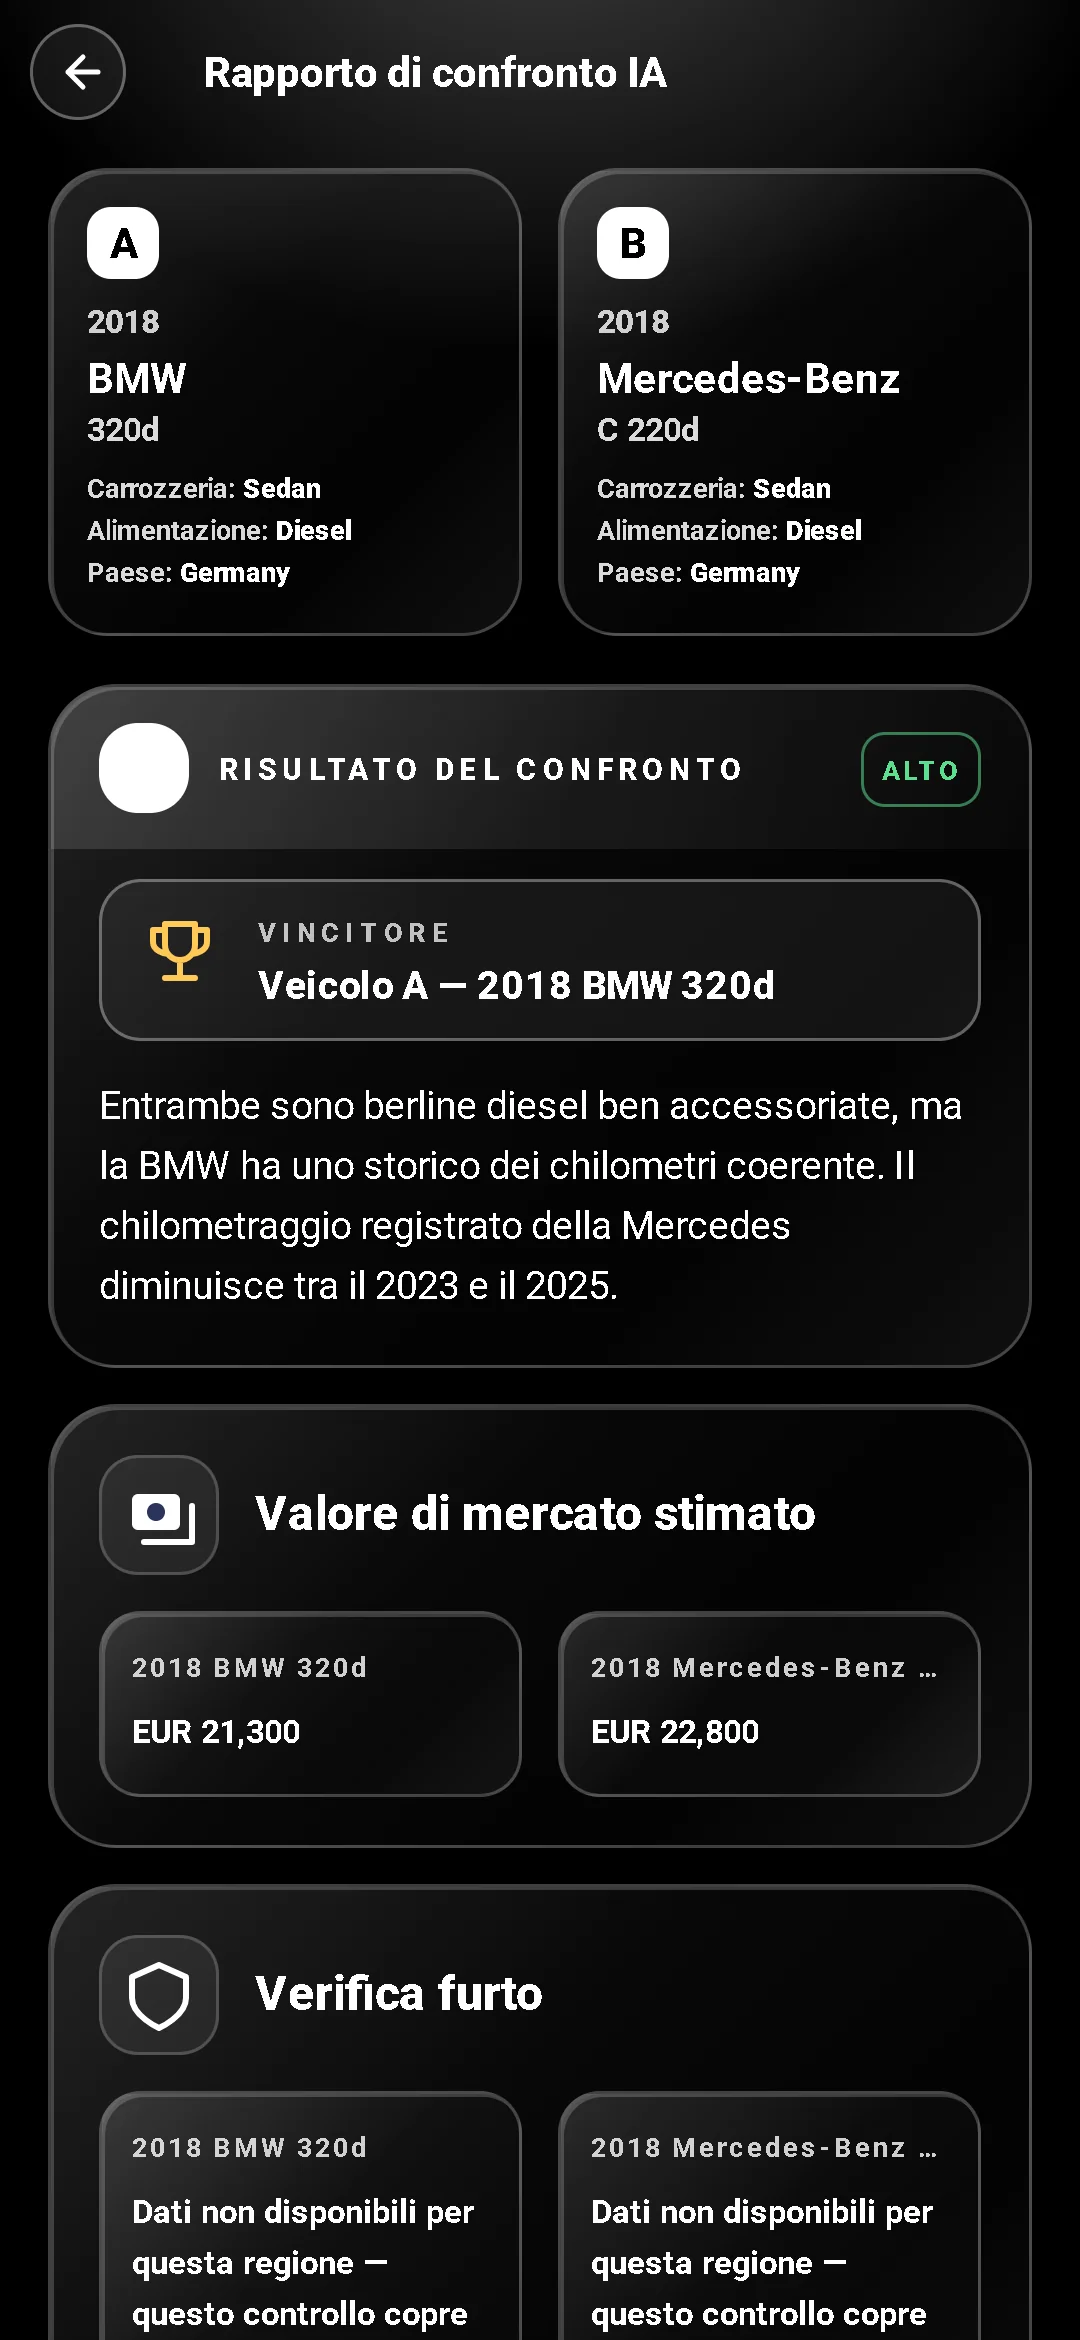 Rapporto di confronto IA
A
2018
BMW
320d
Carrozzeria: Sedan
Alimentazione: Diesel
Paese: Germany
B
2018
Mercedes-Benz
C 220d
Carrozzeria: Sedan
Alimentazione: Diesel
Paese: Germany
RISULTATO DEL CONFRONTO
ALTO
VINCITORE
Veicolo A — 2018 BMW 320d
Entrambe sono berline diesel ben accessoriate, ma
la BMW ha uno storico dei chilometri coerente. Il
chilometraggio registrato della Mercedes
diminuisce tra il 2023 e il 2025.
Valore di mercato stimato
2018 BMW 320d
EUR 21,300
2018 Mercedes-Benz …
EUR 22,800
Verifica furto
2018 BMW 320d
Dati non disponibili per
questa regione —
questo controllo copre
2018 Mercedes-Benz …
Dati non disponibili per
questa regione —
questo controllo copre